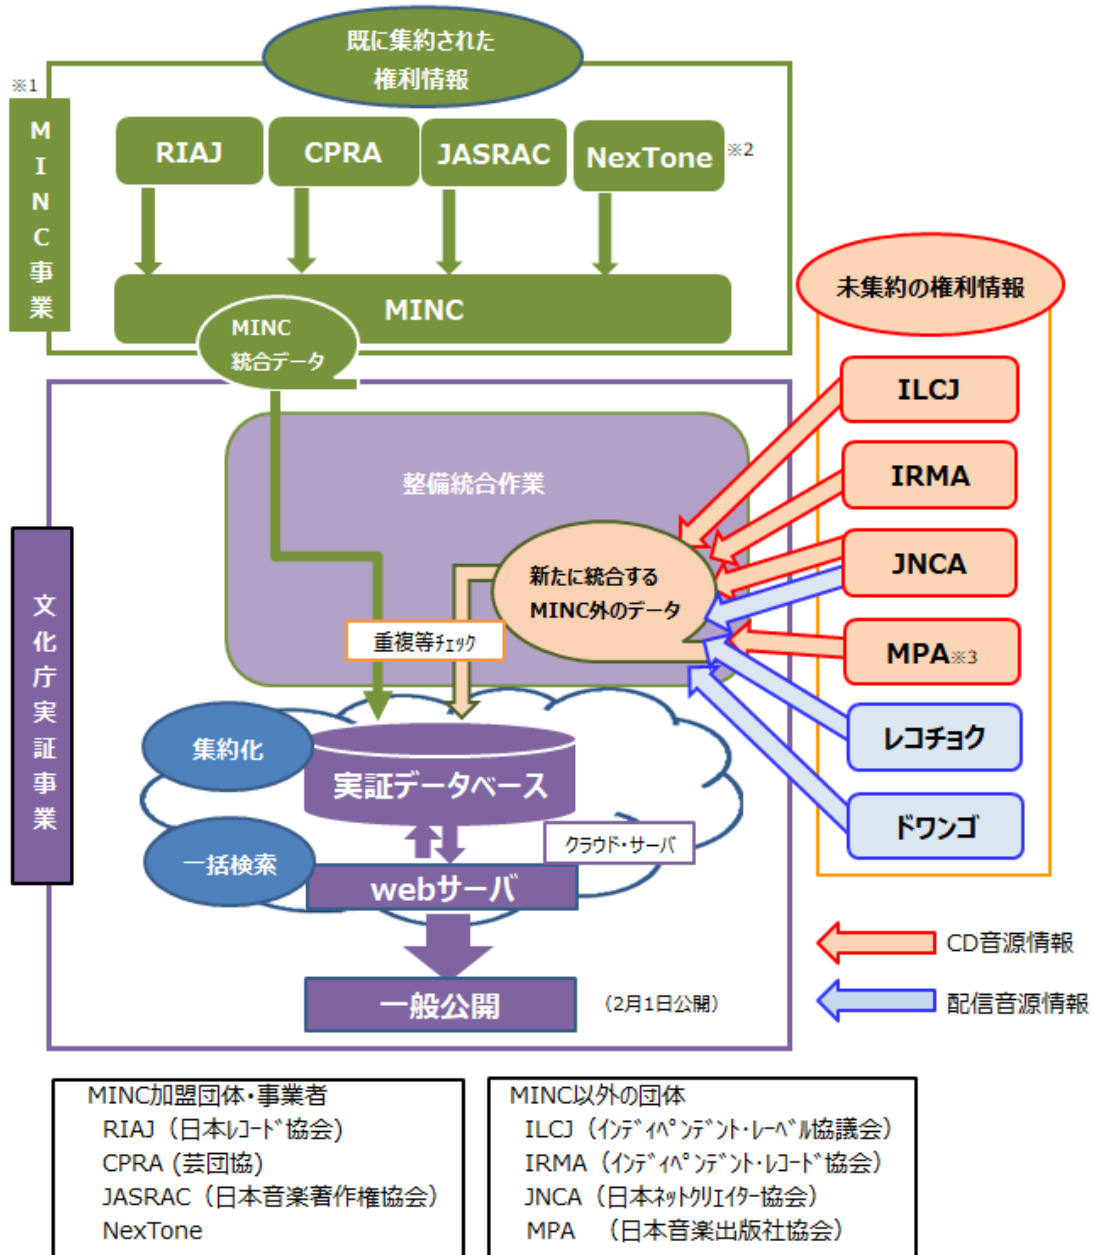 既に集約された
権利情報
※1
MINC事業
RIAJ
CPRA
JASRAC
NexTone
※2
MINC
MINC
統合データ
未集約の権利情報
ILCJ
IRMA
JNCA
MPA※3
レコチョク
ドワンゴ
整備統合作業
新たに統合する
MINC外のデータ
重複等ﾁｪｯｸ
文化庁実証事業
集約化
実証データベース
一括検索
クラウド・サーバ
webサーバ
一般公開
（2月1日公開）
CD音源情報
配信音源情報
MINC加盟団体・事業者
RIAJ（日本ﾚｺｰﾄﾞ協会)
CPRA (芸団協)
JASRAC（日本音楽著作権協会）
NexTone
MINC以外の団体
ILCJ（ｲﾝﾃﾞｨﾍﾟﾝﾃﾞﾝﾄ・ﾚｰﾍﾞﾙ協議会）
IRMA（ｲﾝﾃﾞｨﾍﾟﾝﾃﾞﾝﾄ・ﾚｺｰﾄﾞ協会）
JNCA（日本ﾈｯﾄｸﾘｴｲﾀｰ協会）
MPA　（日本音楽出版社協会）